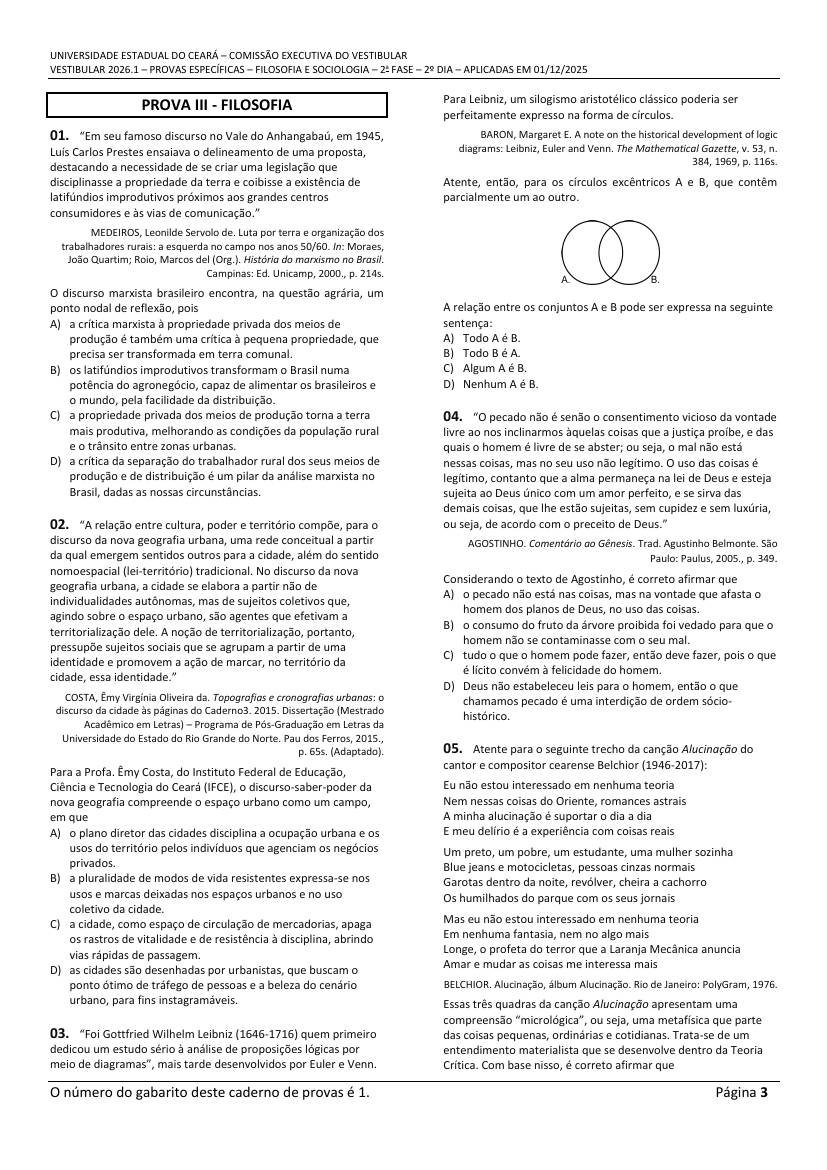 UNIVERSIDADE ESTADUAL DO CEARÁ – COMISSÃO EXECUTIVA DO VESTIBULAR
VESTIBULAR 2026.1 – PROVAS ESPECÍFICAS – FILOSOFIA E SOCIOLOGIA – 2ª FASE – 2º DIA – APLICADAS EM 01/12/2025
PROVA III - FILOSOFIA
01. “Em seu famoso discurso no Vale do Anhangabaú, em 1945,
Luís Carlos Prestes ensaiava o delineamento de uma proposta,
destacando a necessidade de se criar uma legislação que
disciplinasse a propriedade da terra e coibisse a existência de
latifúndios improdutivos próximos aos grandes centros
consumidores e às vias de comunicação.”
MEDEIROS, Leonilde Servolo de. Luta por terra e organização dos
trabalhadores rurais: a esquerda no campo nos anos 50/60. In: Moraes,
João Quartim; Roio, Marcos del (Org.). História do marxismo no Brasil.
Campinas: Ed. Unicamp, 2000., p. 214s.
O discurso marxista brasileiro encontra, na questão agrária, um
ponto nodal de reflexão, pois
A) a crítica marxista à propriedade privada dos meios de
produção é também uma crítica à pequena propriedade, que
precisa ser transformada em terra comunal.
B) os latifúndios improdutivos transformam o Brasil numa
potência do agronegócio, capaz de alimentar os brasileiros e
o mundo, pela facilidade da distribuição.
C) a propriedade privada dos meios de produção torna a terra
mais produtiva, melhorando as condições da população rural
e o trânsito entre zonas urbanas.
D) a crítica da separação do trabalhador rural dos seus meios de
produção e de distribuição é um pilar da análise marxista no
Brasil, dadas as nossas circunstâncias.
02. “A relação entre cultura, poder e território compõe, para o
discurso da nova geografia urbana, uma rede conceitual a partir
da qual emergem sentidos outros para a cidade, além do sentido
nomoespacial (lei-território) tradicional. No discurso da nova
geografia urbana, a cidade se elabora a partir não de
individualidades autônomas, mas de sujeitos coletivos que,
agindo sobre o espaço urbano, são agentes que efetivam a
territorialização dele. A noção de territorialização, portanto,
pressupõe sujeitos sociais que se agrupam a partir de uma
identidade e promovem a ação de marcar, no território da
cidade, essa identidade.”
COSTA, Êmy Virgínia Oliveira da. Topografias e cronografias urbanas: o
discurso da cidade às páginas do Caderno3. 2015. Dissertação (Mestrado
Acadêmico em Letras) – Programa de Pós-Graduação em Letras da
Universidade do Estado do Rio Grande do Norte. Pau dos Ferros, 2015.,
p. 65s. (Adaptado).
Para a Profa. Êmy Costa, do Instituto Federal de Educação,
Ciência e Tecnologia do Ceará (IFCE), o discurso-saber-poder da
nova geografia compreende o espaço urbano como um campo,
em que
A) o plano diretor das cidades disciplina a ocupação urbana e os
usos do território pelos indivíduos que agenciam os negócios
privados.
B) a pluralidade de modos de vida resistentes expressa-se nos
usos e marcas deixadas nos espaços urbanos e no uso
coletivo da cidade.
C) a cidade, como espaço de circulação de mercadorias, apaga
os rastros de vitalidade e de resistência à disciplina, abrindo
vias rápidas de passagem.
D) as cidades são desenhadas por urbanistas, que buscam o
ponto ótimo de tráfego de pessoas e a beleza do cenário
urbano, para fins instagramáveis.
03. “Foi Gottfried Wilhelm Leibniz (1646-1716) quem primeiro
dedicou um estudo sério à análise de proposições lógicas por
meio de diagramas”, mais tarde desenvolvidos por Euler e Venn.
Para Leibniz, um silogismo aristotélico clássico poderia ser
perfeitamente expresso na forma de círculos.
BARON, Margaret E. A note on the historical development of logic
diagrams: Leibniz, Euler and Venn. The Mathematical Gazette, v. 53, n.
384, 1969, p. 116s.
Atente, então, para os círculos excêntricos A e B, que contêm
parcialmente um ao outro.
A. B.
A relação entre os conjuntos A e B pode ser expressa na seguinte
sentença:
A) Todo A é B.
B) Todo B é A.
C) Algum A é B.
D) Nenhum A é B.
04. “O pecado não é senão o consentimento vicioso da vontade
livre ao nos inclinarmos àquelas coisas que a justiça proíbe, e das
quais o homem é livre de se abster; ou seja, o mal não está
nessas coisas, mas no seu uso não legítimo. O uso das coisas é
legítimo, contanto que a alma permaneça na lei de Deus e esteja
sujeita ao Deus único com um amor perfeito, e se sirva das
demais coisas, que lhe estão sujeitas, sem cupidez e sem luxúria,
ou seja, de acordo com o preceito de Deus.”
AGOSTINHO. Comentário ao Gênesis. Trad. Agustinho Belmonte. São
Paulo: Paulus, 2005., p. 349.
Considerando o texto de Agostinho, é correto afirmar que
A) o pecado não está nas coisas, mas na vontade que afasta o
homem dos planos de Deus, no uso das coisas.
B) o consumo do fruto da árvore proibida foi vedado para que o
homem não se contaminasse com o seu mal.
C) tudo o que o homem pode fazer, então deve fazer, pois o que
é lícito convém à felicidade do homem.
D) Deus não estabeleceu leis para o homem, então o que
chamamos pecado é uma interdição de ordem sócio-
histórico.
05. Atente para o seguinte trecho da canção Alucinação do
cantor e compositor cearense Belchior (1946-2017):
Eu não estou interessado em nenhuma teoria
Nem nessas coisas do Oriente, romances astrais
A minha alucinação é suportar o dia a dia
E meu delírio é a experiência com coisas reais
Um preto, um pobre, um estudante, uma mulher sozinha
Blue jeans e motocicletas, pessoas cinzas normais
Garotas dentro da noite, revólver, cheira a cachorro
Os humilhados do parque com os seus jornais
Mas eu não estou interessado em nenhuma teoria
Em nenhuma fantasia, nem no algo mais
Longe, o profeta do terror que a Laranja Mecânica anuncia
Amar e mudar as coisas me interessa mais
BELCHIOR. Alucinação, álbum Alucinação. Rio de Janeiro: PolyGram, 1976.
Essas três quadras da canção Alucinação apresentam uma
compreensão “micrológica”, ou seja, uma metafísica que parte
das coisas pequenas, ordinárias e cotidianas. Trata-se de um
entendimento materialista que se desenvolve dentro da Teoria
Crítica. Com base nisso, é correto afirmar que
O número do gabarito deste caderno de provas é 1.
Página 3